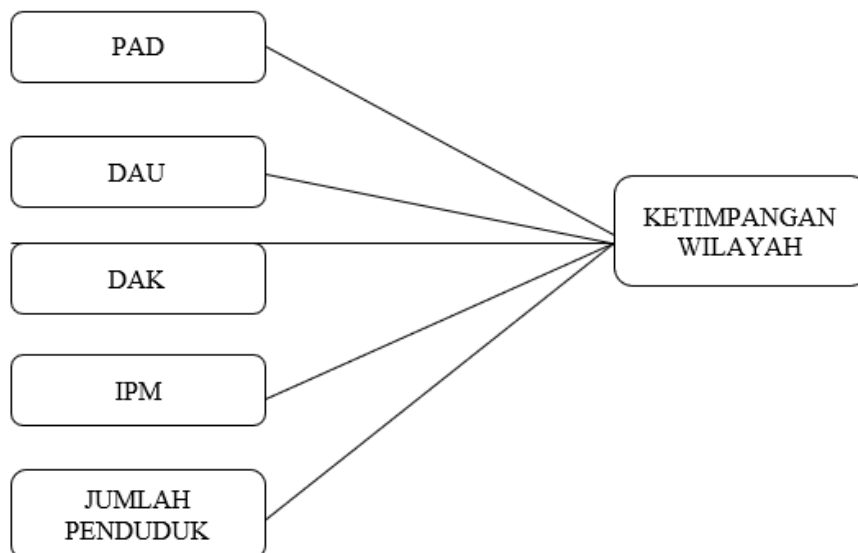 PAD
DAU
DAK
IPM
JUMLAH
PENDUDUK
KETIMPANGAN
WILAYAH